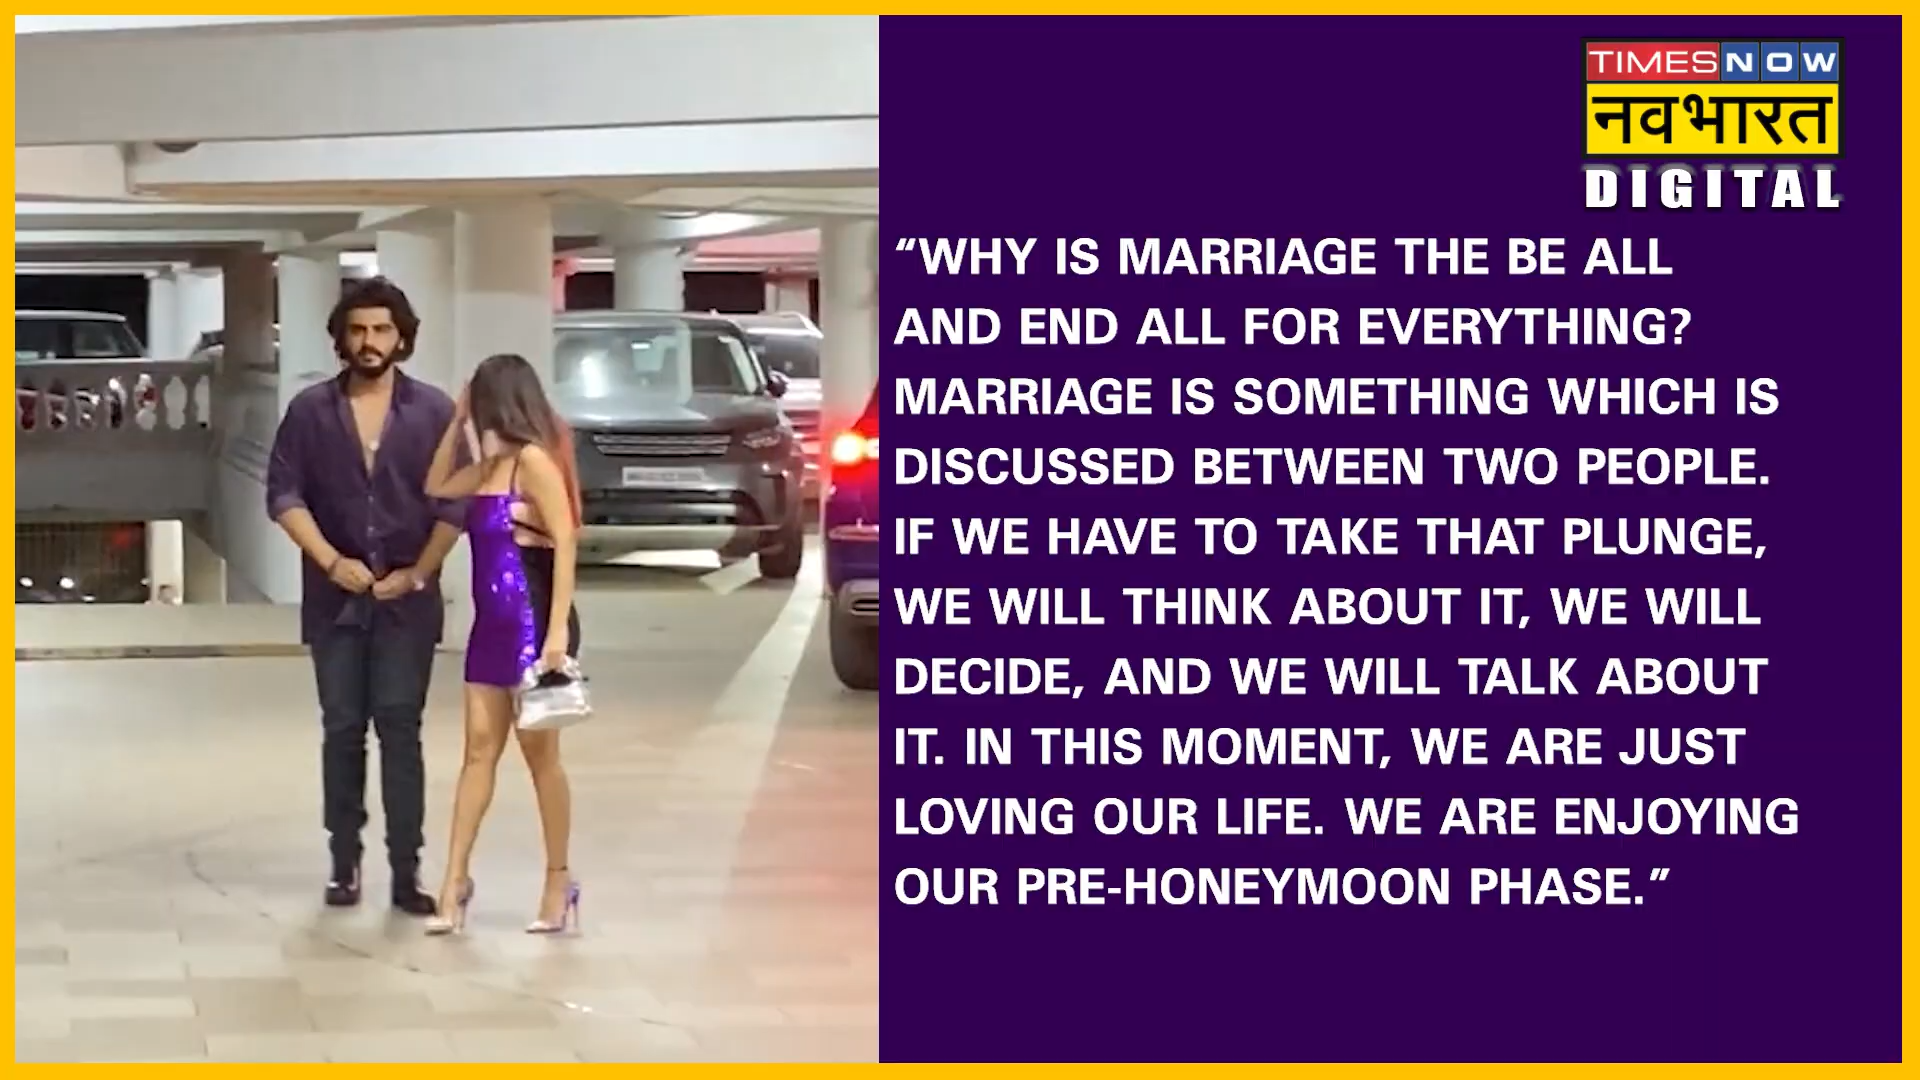 TIMES NOW
नवभारत
DIGITAL
“WHY IS MARRIAGE THE BE ALL
AND END ALL FOR EVERYTHING?
MARRIAGE IS SOMETHING WHICH IS
DISCUSSED BETWEEN TWO PEOPLE.
IF WE HAVE TO TAKE THAT PLUNGE,
WE WILL THINK ABOUT IT, WE WILL
DECIDE, AND WE WILL TALK ABOUT
IT. IN THIS MOMENT, WE ARE JUST
LOVING OUR LIFE. WE ARE ENJOYING
OUR PRE-HONEYMOON PHASE.”